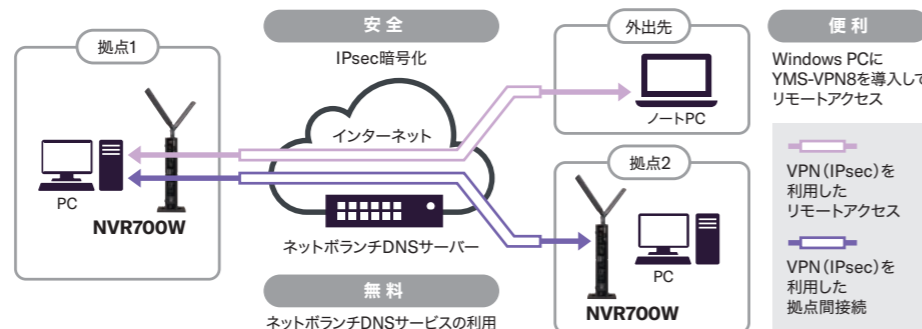 拠点1
PC
NVR700W
安全
IPsec暗号化
インターネット
ネットボランチDNSサーバー
無料
ネットボランチDNSサービスの利用
外出先
ノートPC
拠点2
PC
NVR700W
便利
Windows PCに
YMS-VPN8を導入して
リモートアクセス
VPN（IPsec）を
利用した
リモートアクセス
VPN（IPsec）を
利用した
拠点間接続